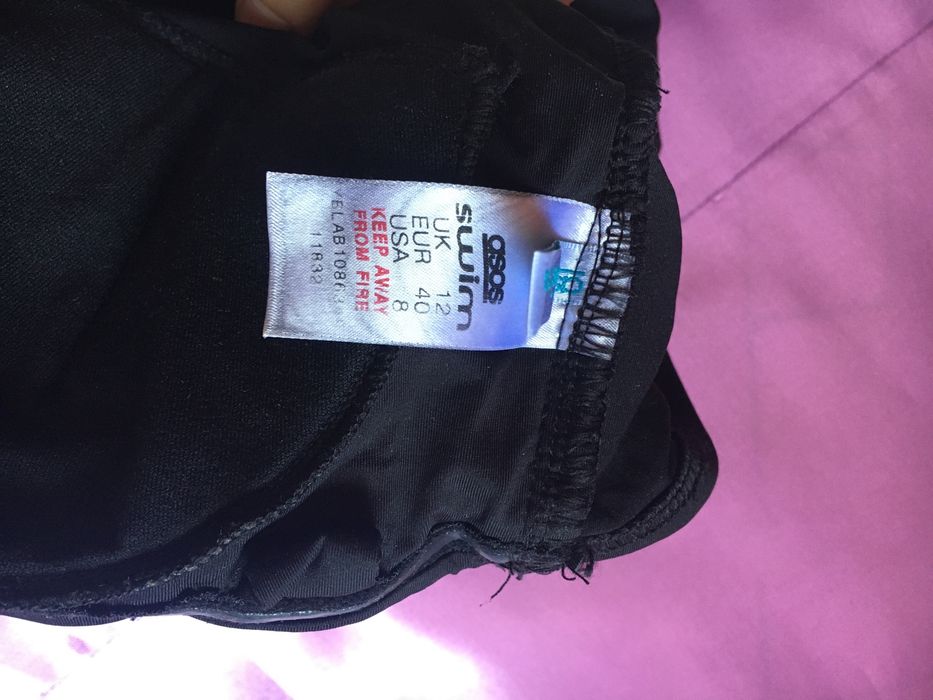 asos
swim
UK 12
EUR 40
USA 8
KEEP AWAY
FROM FIRE
11832